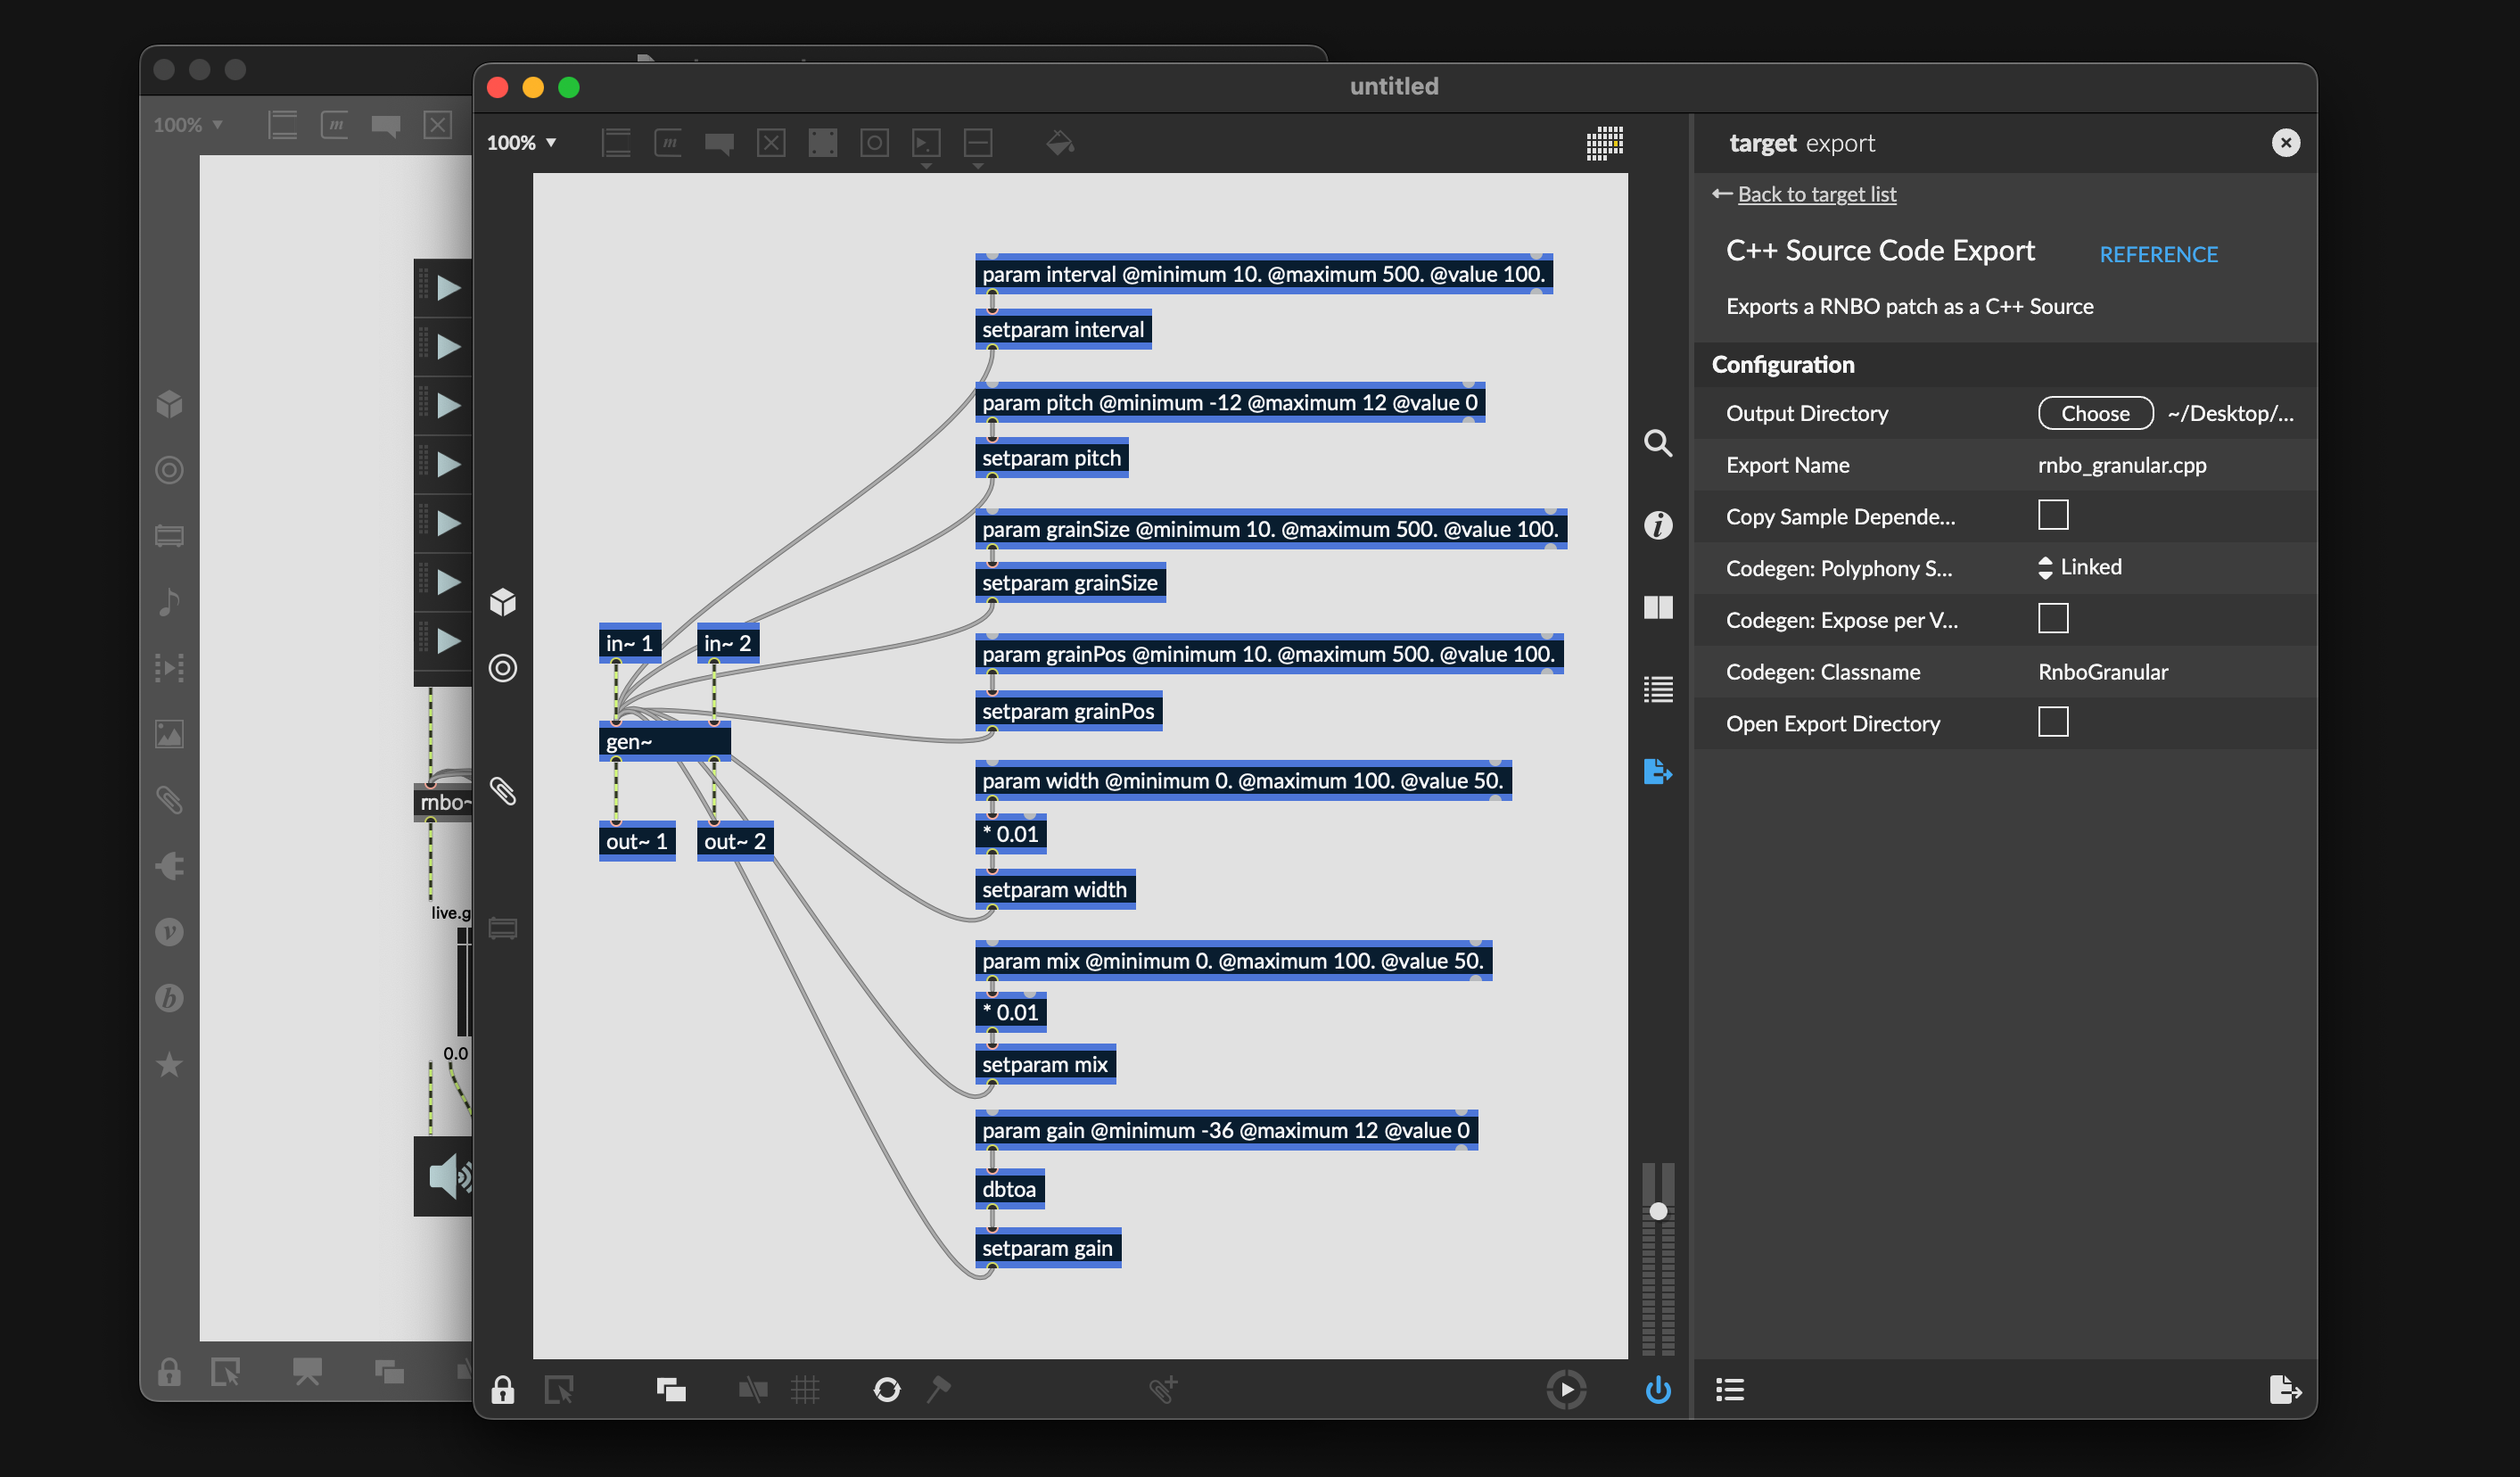 untitled
100%
100%
m
m
target export
Back to target list
C++ Source Code Export
REFERENCE
Exports a RNBO patch as a C++ Source
Configuration
Output Directory
Choose
~/Desktop/...
Export Name
rnbo_granular.cpp
Copy Sample Depende...
Codegen: Polyphony S...
Linked
Codegen: Expose per V...
Codegen: Classname
RnboGranular
Open Export Directory
param interval @minimum 10. @maximum 500. @value 100.
setparam interval
param pitch @minimum -12 @maximum 12 @value 0
setparam pitch
param grainSize @minimum 10. @maximum 500. @value 100.
setparam grainSize
in~ 1
in~ 2
param grainPos @minimum 10. @maximum 500. @value 100.
setparam grainPos
gen~
param width @minimum 0. @maximum 100. @value 50.
* 0.01
out~ 1
out~ 2
setparam width
param mix @minimum 0. @maximum 100. @value 50.
* 0.01
setparam mix
param gain @minimum -36 @maximum 12 @value 0
dbtoa
setparam gain
rnbo~
live.g
0.0
v
b
i